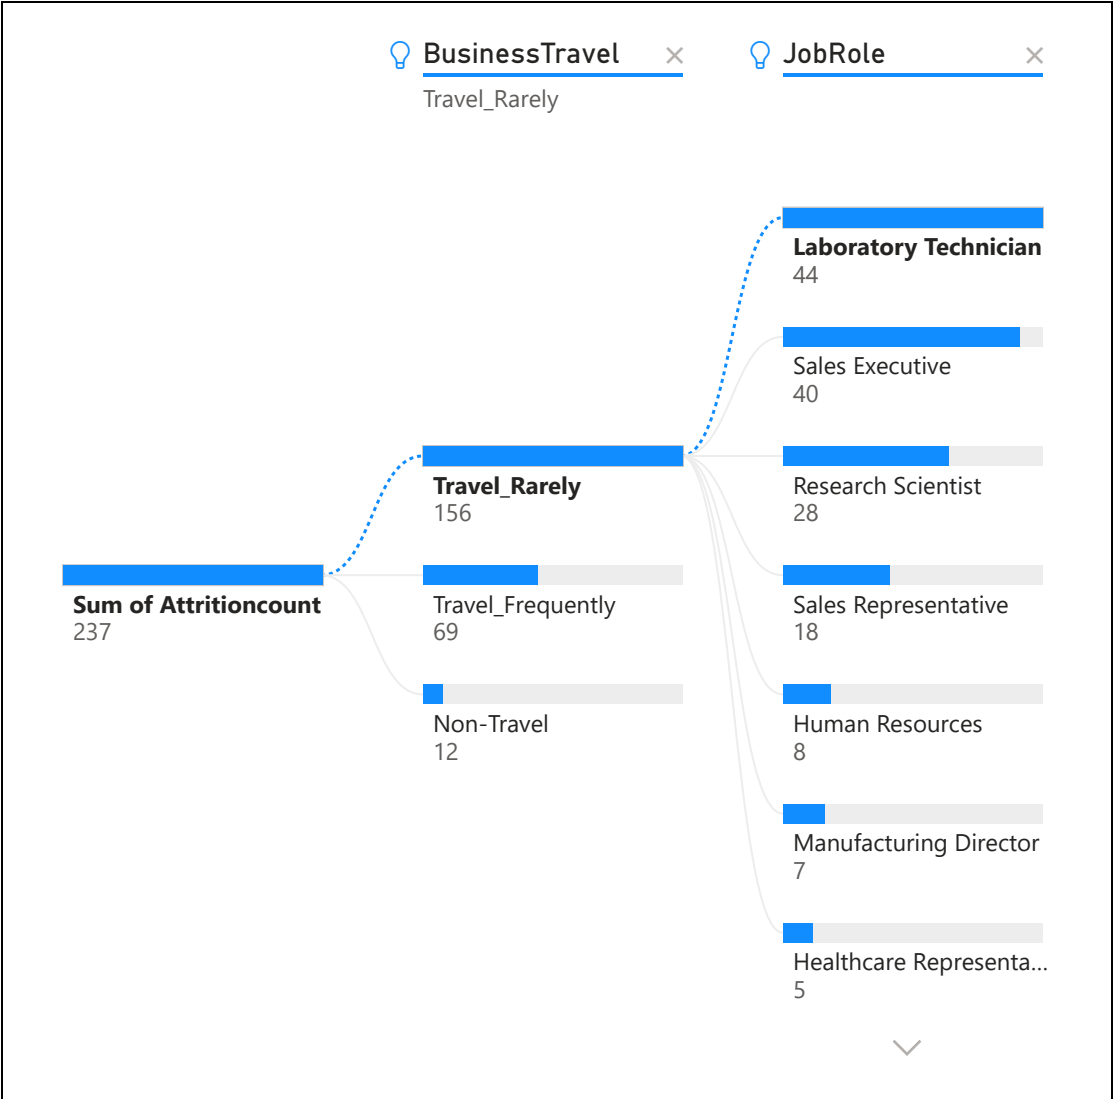 BusinessTravel
Travel_Rarely
JobRole
Sum of Attritioncount
237
Travel_Rarely
156
Travel_Frequently
69
Non-Travel
12
Laboratory Technician
44
Sales Executive
40
Research Scientist
28
Sales Representative
18
Human Resources
8
Manufacturing Director
7
Healthcare Representa...
5